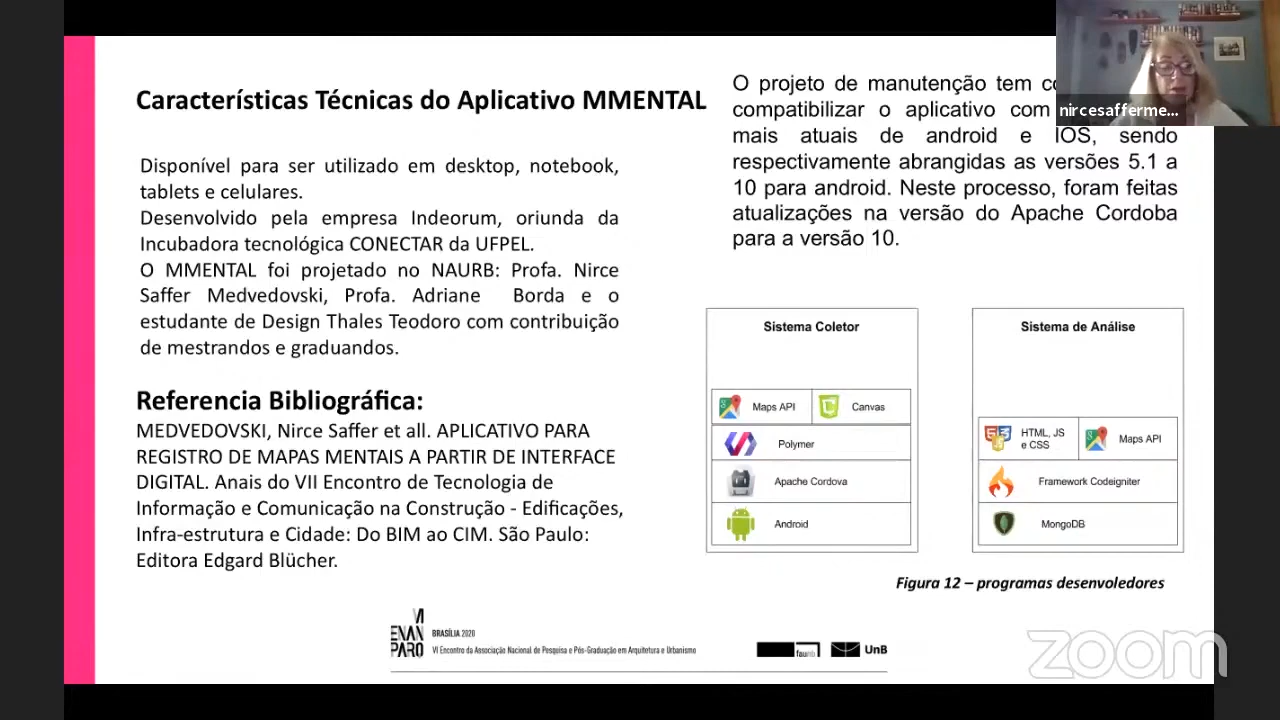 Características Técnicas do Aplicativo MMENTAL
Disponível para ser utilizado em desktop, notebook,
tablets e celulares.
Desenvolvido pela empresa Indeorum, oriunda da
Incubadora tecnológica CONECTAR da UFPEL.
O MMENTAL foi projetado no NAURB: Profa. Nirce
Saffer Medvedovski, Profa. Adriane Borda e o
estudante de Design Thales Teodoro com contribuição
de mestrandos e graduandos.
Referencia Bibliográfica:
MEDVEDOVSKI, Nirce Saffer et all. APLICATIVO PARA
REGISTRO DE MAPAS MENTAIS A PARTIR DE INTERFACE
DIGITAL. Anais do VII Encontro de Tecnologia de
Informação e Comunicação na Construção - Edificações,
Infra-estrutura e Cidade: Do BIM ao CIM. São Paulo:
Editora Edgard Blücher.
O projeto de manutenção tem
compatibilizar o aplicativo com
mais atuais de android e IOS, sendo
respectivamente abrangidas as versões 5.1 a
10 para android. Neste processo, foram feitas
atualizações na versão do Apache Cordoba
para a versão 10.
nircesafferme...
Sistema Coletor
Maps API
Canvas
Polymer
Apache Cordova
Android
Sistema de Análise
HTML, JS
e CSS
Maps API
Framework Codeigniter
MongoDB
Figura 12 – programas desenvoledores
VI
ENAN
PARQ
BRASÍLIA 2020
VI Encontro da Associação Nacional de Pesquisa e Pós-Graduação em Arquitetura e Urbanismo
faunb
UnB
zoom